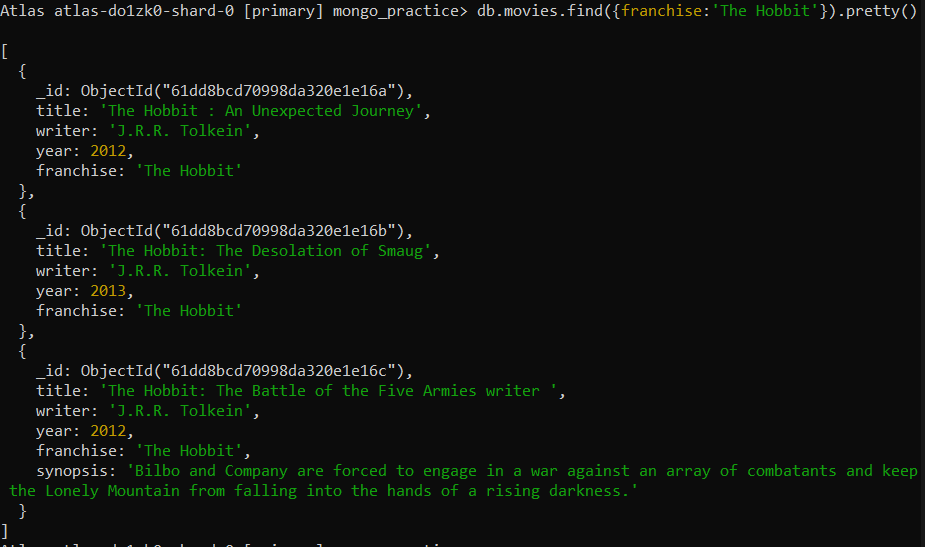 Atlas atlas-do1zk0-shard-0 [primary] mongo_practice> db.movies.find({franchise:'The Hobbit'}).pretty()
[
  {
    _id: ObjectId("61dd8bcd70998da320e1e16a"),
    title: 'The Hobbit : An Unexpected Journey',
    writer: 'J.R.R. Tolkein',
    year: 2012,
    franchise: 'The Hobbit'
  },
  {
    _id: ObjectId("61dd8bcd70998da320e1e16b"),
    title: 'The Hobbit: The Desolation of Smaug',
    writer: 'J.R.R. Tolkein',
    year: 2013,
    franchise: 'The Hobbit'
  },
  {
    _id: ObjectId("61dd8bcd70998da320e1e16c"),
    title: 'The Hobbit: The Battle of the Five Armies writer ',
    writer: 'J.R.R. Tolkein',
    year: 2012,
    franchise: 'The Hobbit',
    synopsis: 'Bilbo and Company are forced to engage in a war against an array of combatants and keep
 the Lonely Mountain from falling into the hands of a rising darkness.'
  }
]